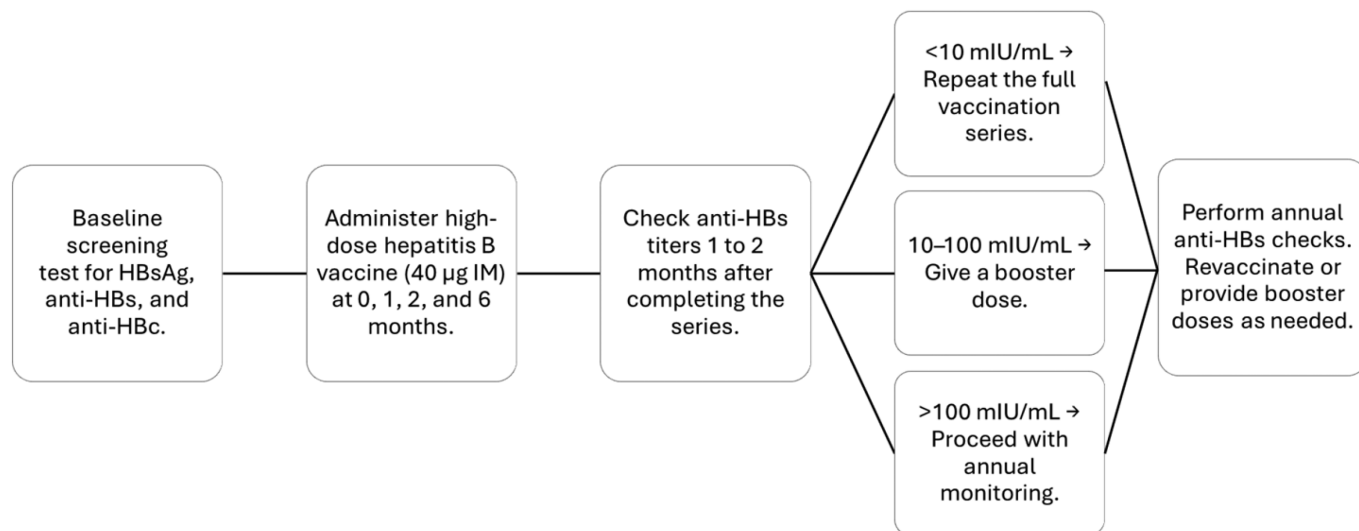 Baseline
screening
test for HBsAg,
anti-HBs, and
anti-HBc.
Administer high-
dose hepatitis B
vaccine (40 µg IM)
at 0, 1, 2, and 6
months.
Check anti-HBs
titers 1 to 2
months after
completing the
series.
<10 mIU/mL →
Repeat the full
vaccination
series.
10–100 mIU/mL →
Give a booster
dose.
>100 mIU/mL →
Proceed with
annual
monitoring.
Perform annual
anti-HBs checks.
Revaccinate or
provide booster
doses as needed.